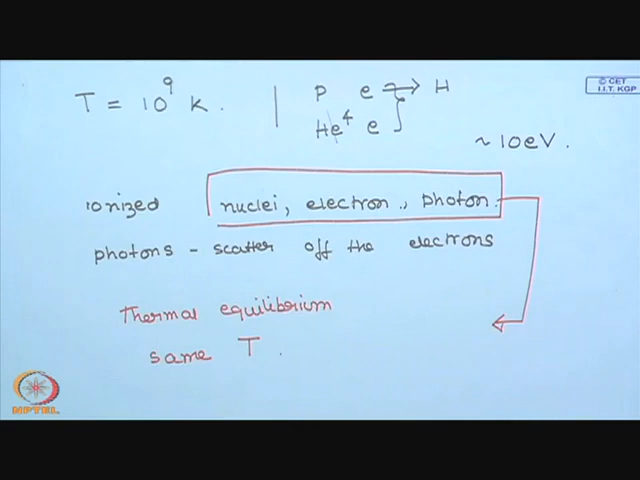 T = 10⁹ K. | P e ⇌ H
He⁴ e
~ 10eV.
ionized nuclei, electron., photon.
photons - scatter off the electrons
Thermal equilibrium
same T .
© CET
I.I.T. KGP
NPTEL